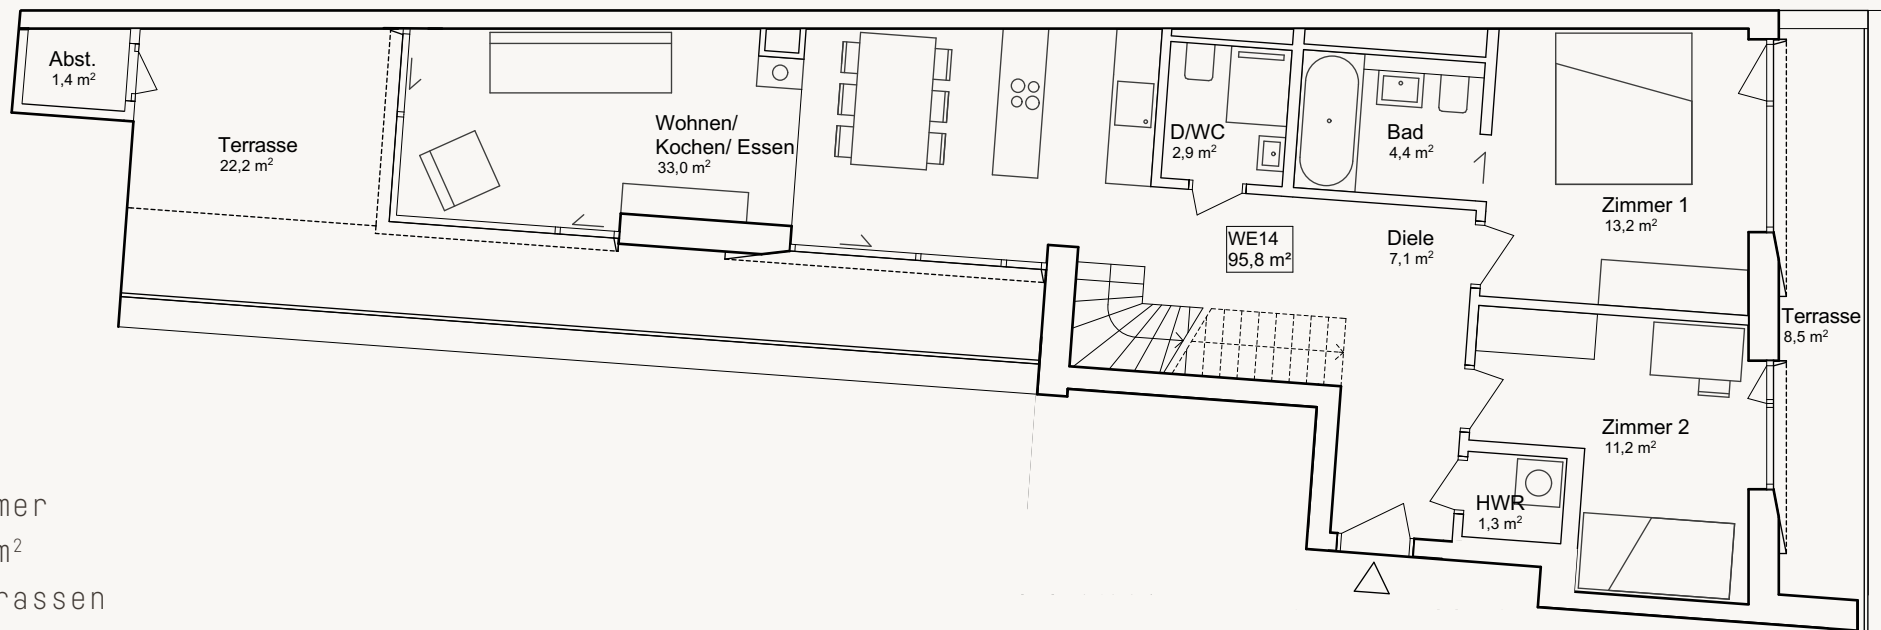 Abst.
1,4 m²
Terrasse
22,2 m²
Wohnen/
Kochen/ Essen
33,0 m²
D/WC
2,9 m²
Bad
4,4 m²
Zimmer 1
13,2 m²
WE14
95,8 m²
Diele
7,1 m²
Terrasse
8,5 m²
Zimmer 2
11,2 m²
HWR
1,3 m²
mer
m²
rassen